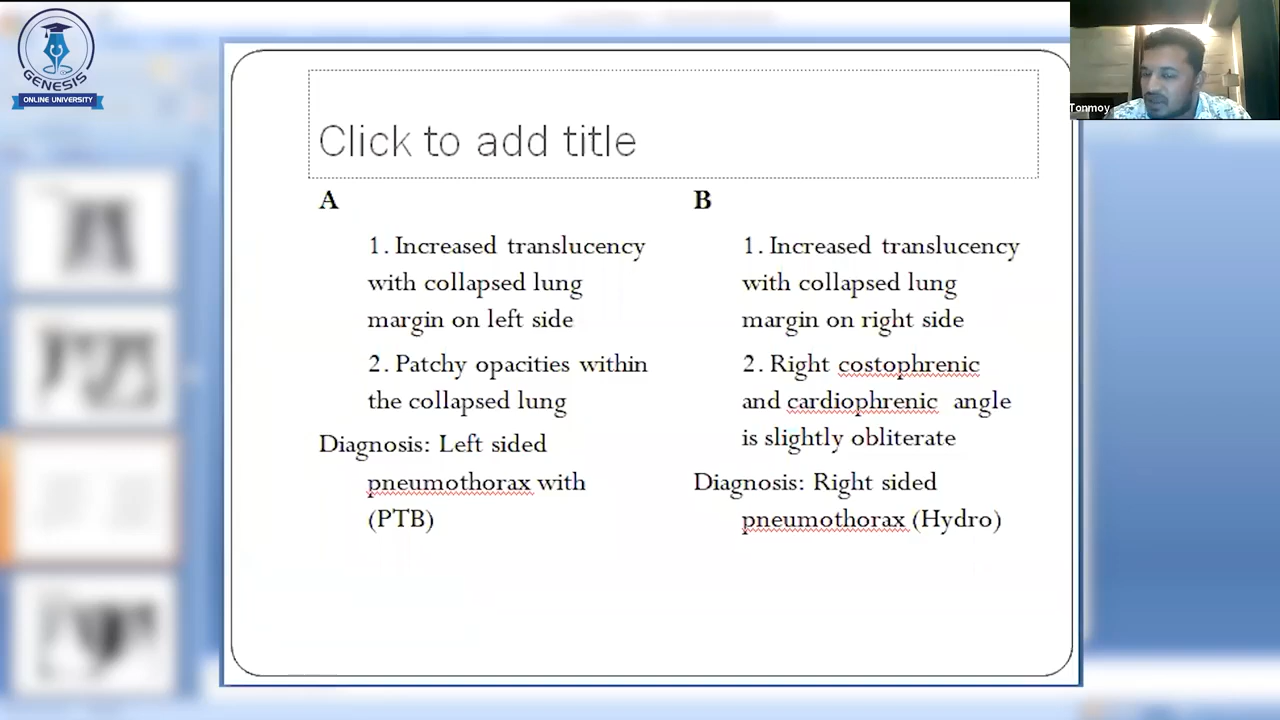 GENESIS
ONLINE UNIVERSITY
Tonmoy
Click to add title
A
1. Increased translucency
with collapsed lung
margin on left side
2. Patchy opacities within
the collapsed lung
Diagnosis: Left sided
pneumothorax with
(PTB)
B
1. Increased translucency
with collapsed lung
margin on right side
2. Right costophrenic
and cardiophrenic angle
is slightly obliterate
Diagnosis: Right sided
pneumothorax (Hydro)